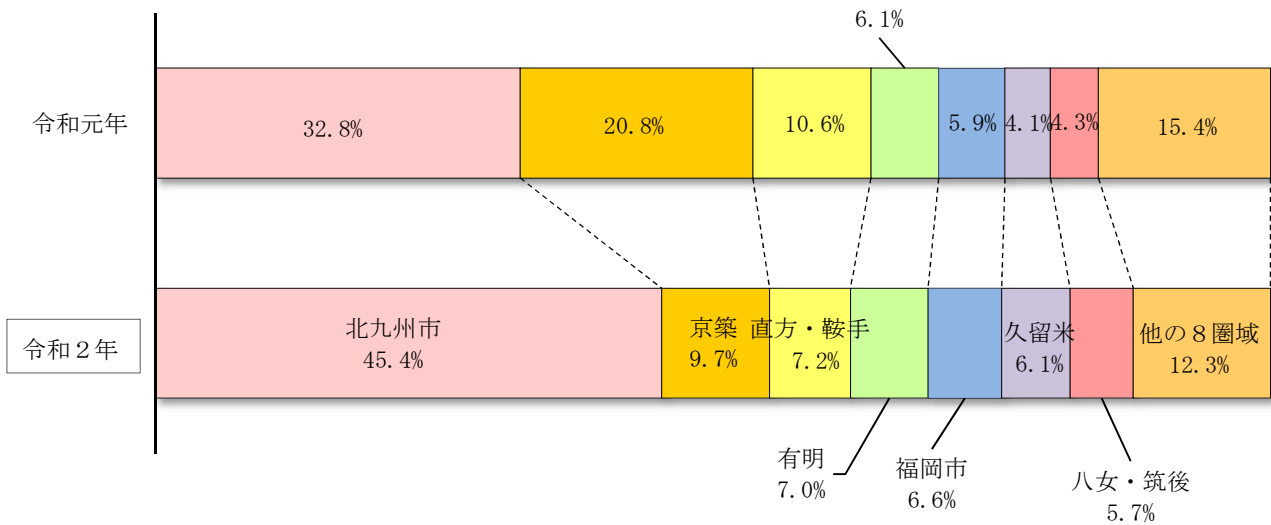 6.1%
令和元年
32.8%
20.8%
10.6%
5.9%
4.1%
4.3%
15.4%
令和２年
北九州市
45.4%
京築
9.7%
直方・鞍手
7.2%
久留米
6.1%
他の８圏域
12.3%
有明
7.0%
福岡市
6.6%
八女・筑後
5.7%